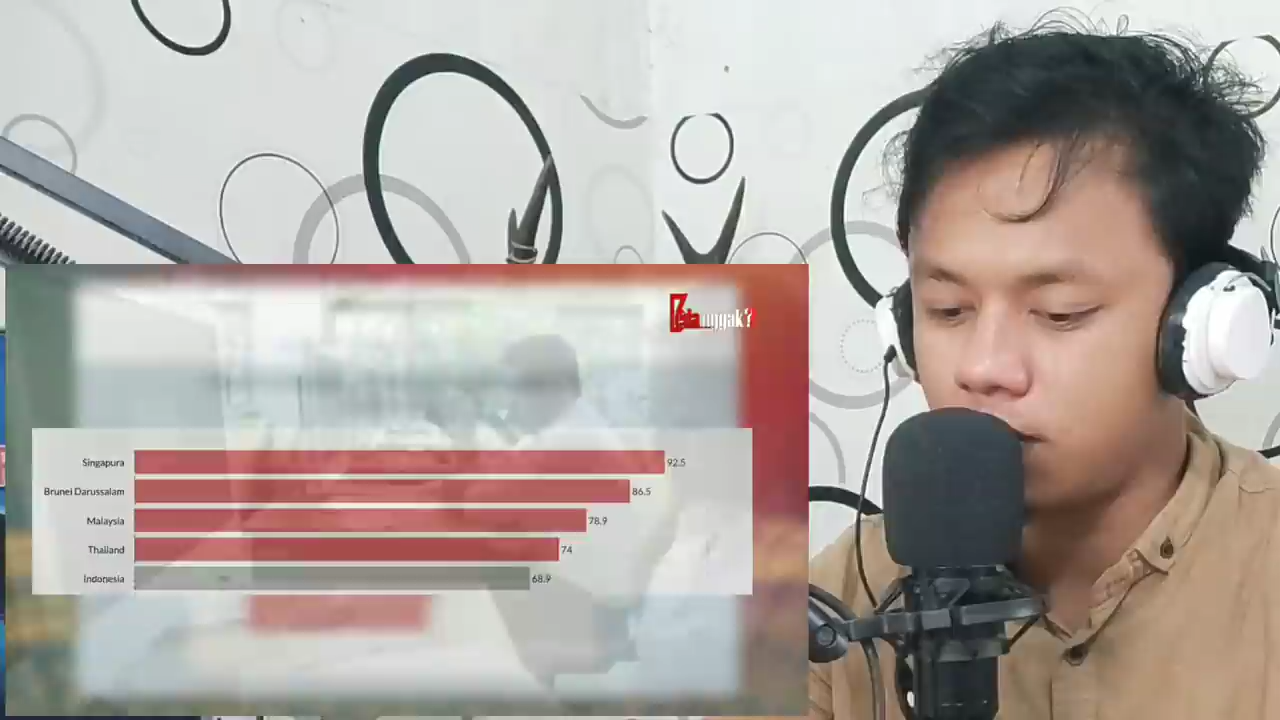 Singapura 92.5
Brunei Darussalam 86.5
Malaysia 78.9
Thailand 74
Indonesia 68.9